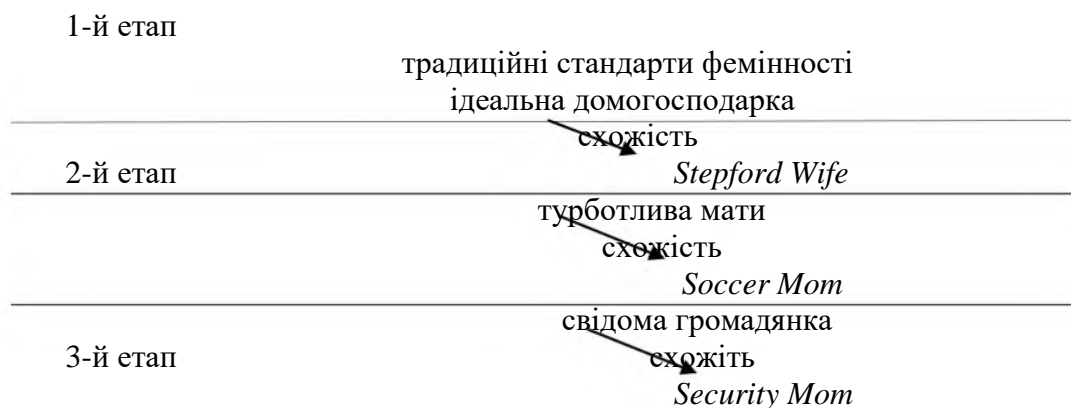 1-й етап
традиційні стандарти фемінності
ідеальна домогосподарка
схожість
2-й етап
Stepford Wife
турботлива мати
схожість
Soccer Mom
свідома громадянка
3-й етап
схожіть
Security Mom